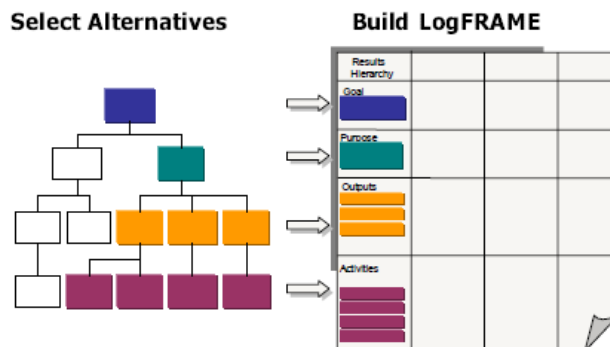 Select Alternatives
Build LogFRAME
Results
Hierarchy
Goal
Purpose
Outputs
Activities